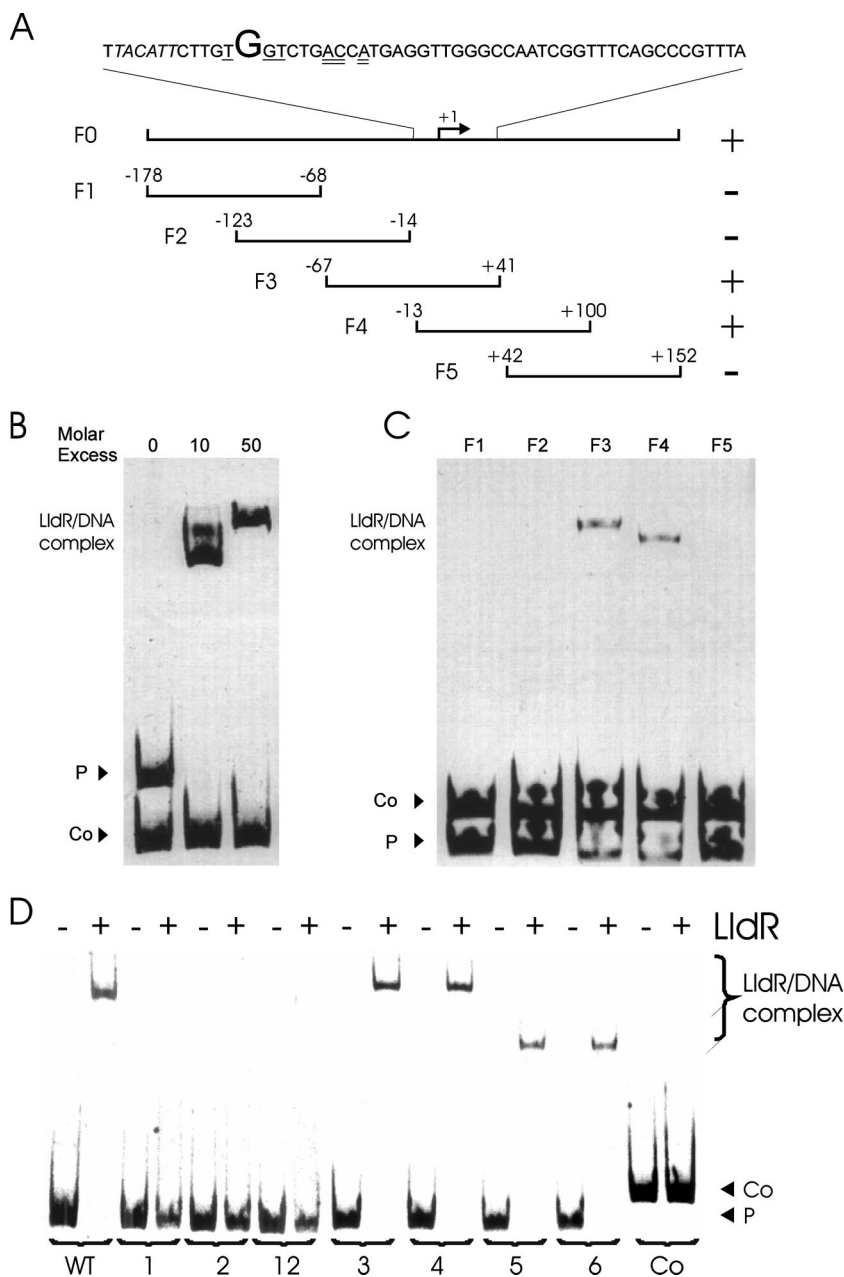 A
TTACATTCTTGTGGTCTGACCATGAGGTTGGGCCAATCGGTTTCAGCCCGTTTA
F0 +1 +
F1 -178 -68 -
F2 -123 -14 -
F3 -67 +41 +
F4 -13 +100 +
F5 +42 +152 -
B
Molar Excess 0 10 50
LldR/DNA
complex
P
Co
C
F1 F2 F3 F4 F5
LldR/DNA
complex
Co
P
D
- + - + - + - + - + - + - + - + - + LldR
LldR/DNA
complex
Co
P
WT 1 2 12 3 4 5 6 Co